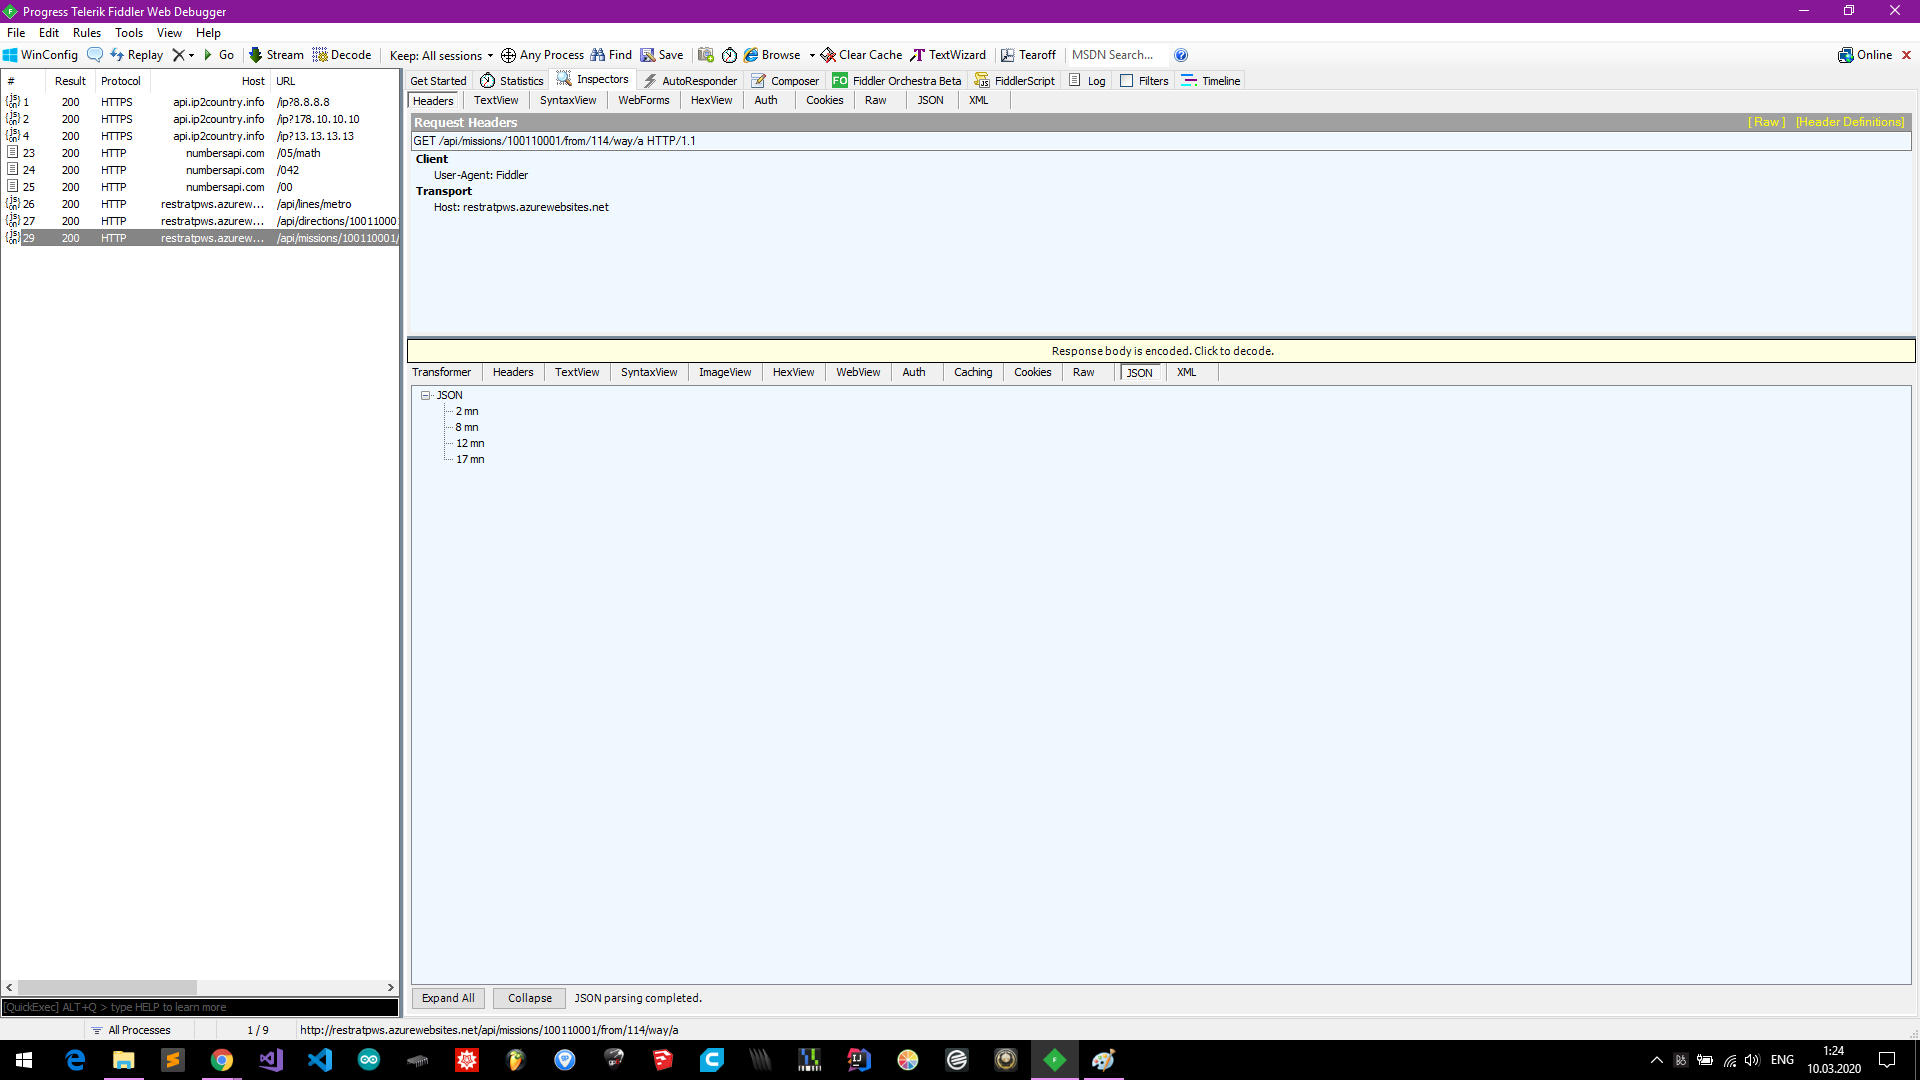 Progress Telerik Fiddler Web Debugger
File Edit Rules Tools View Help
WinConfig Replay Go Stream Decode Keep: All sessions Any Process Find Save Browse Clear Cache TextWizard Tearoff MSDN Search... Online
# Result Protocol Host URL
1 200 HTTPS api.ip2country.info /ip?8.8.8.8
2 200 HTTPS api.ip2country.info /ip?178.10.10.10
4 200 HTTPS api.ip2country.info /ip?13.13.13.13
23 200 HTTP numbersapi.com /05/math
24 200 HTTP numbersapi.com /042
25 200 HTTP numbersapi.com /00
26 200 HTTP restratpws.azurew... /api/lines/metro
27 200 HTTP restratpws.azurew... /api/directions/100110001
29 200 HTTP restratpws.azurew... /api/missions/100110001/
[QuickExec] ALT+Q > type HELP to learn more
Get Started Statistics Inspectors AutoResponder Composer FO Fiddler Orchestra Beta FiddlerScript Log Filters Timeline
Headers TextView SyntaxView WebForms HexView Auth Cookies Raw JSON XML
Request Headers [ Raw ] [Header Definitions]
GET /api/missions/100110001/from/114/way/a HTTP/1.1
Client
User-Agent: Fiddler
Transport
Host: restratpws.azurewebsites.net
Response body is encoded. Click to decode.
Transformer Headers TextView SyntaxView ImageView HexView WebView Auth Caching Cookies Raw JSON XML
JSON
2 mn
8 mn
12 mn
17 mn
Expand All Collapse JSON parsing completed.
All Processes 1 / 9 http://restratpws.azurewebsites.net/api/missions/100110001/from/114/way/a
ENG 1:24
10.03.2020